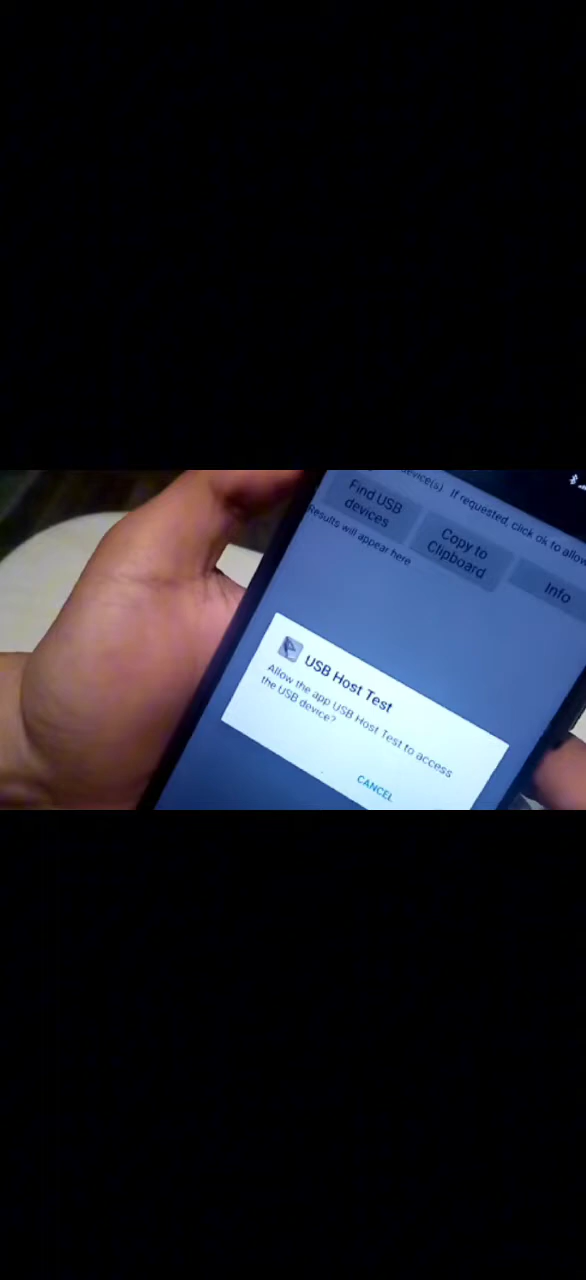 device(s). If requested, click ok to allow
Find USB
devices
Copy to
Clipboard
Info
Results will appear here
USB Host Test
Allow the app USB Host Test to access
the USB device?
CANCEL